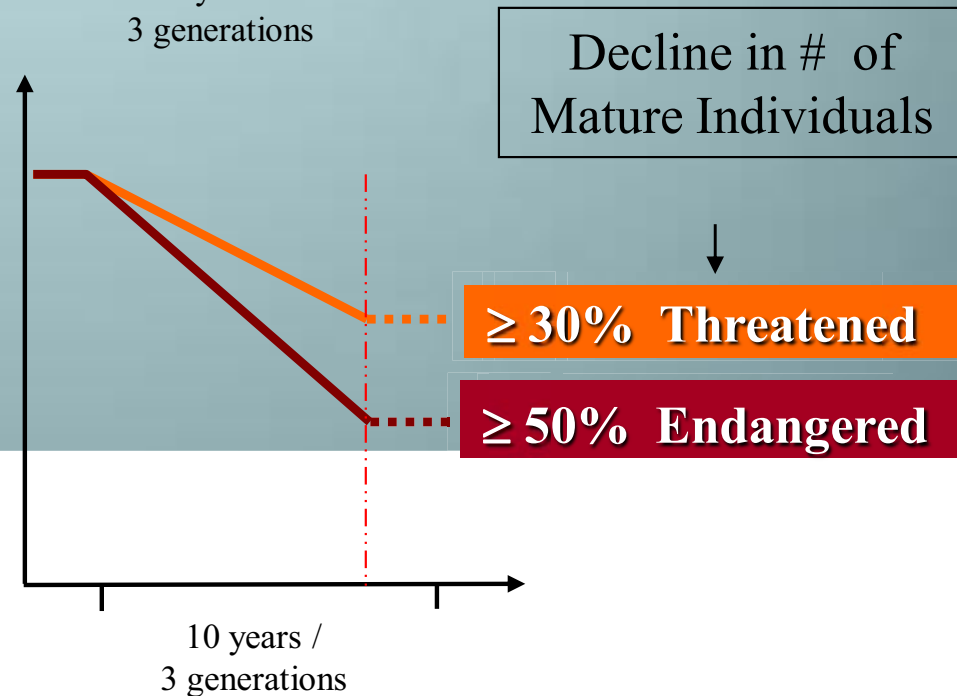 3 generations
Decline in # of
Mature Individuals
≥ 30% Threatened
≥ 50% Endangered
10 years /
3 generations